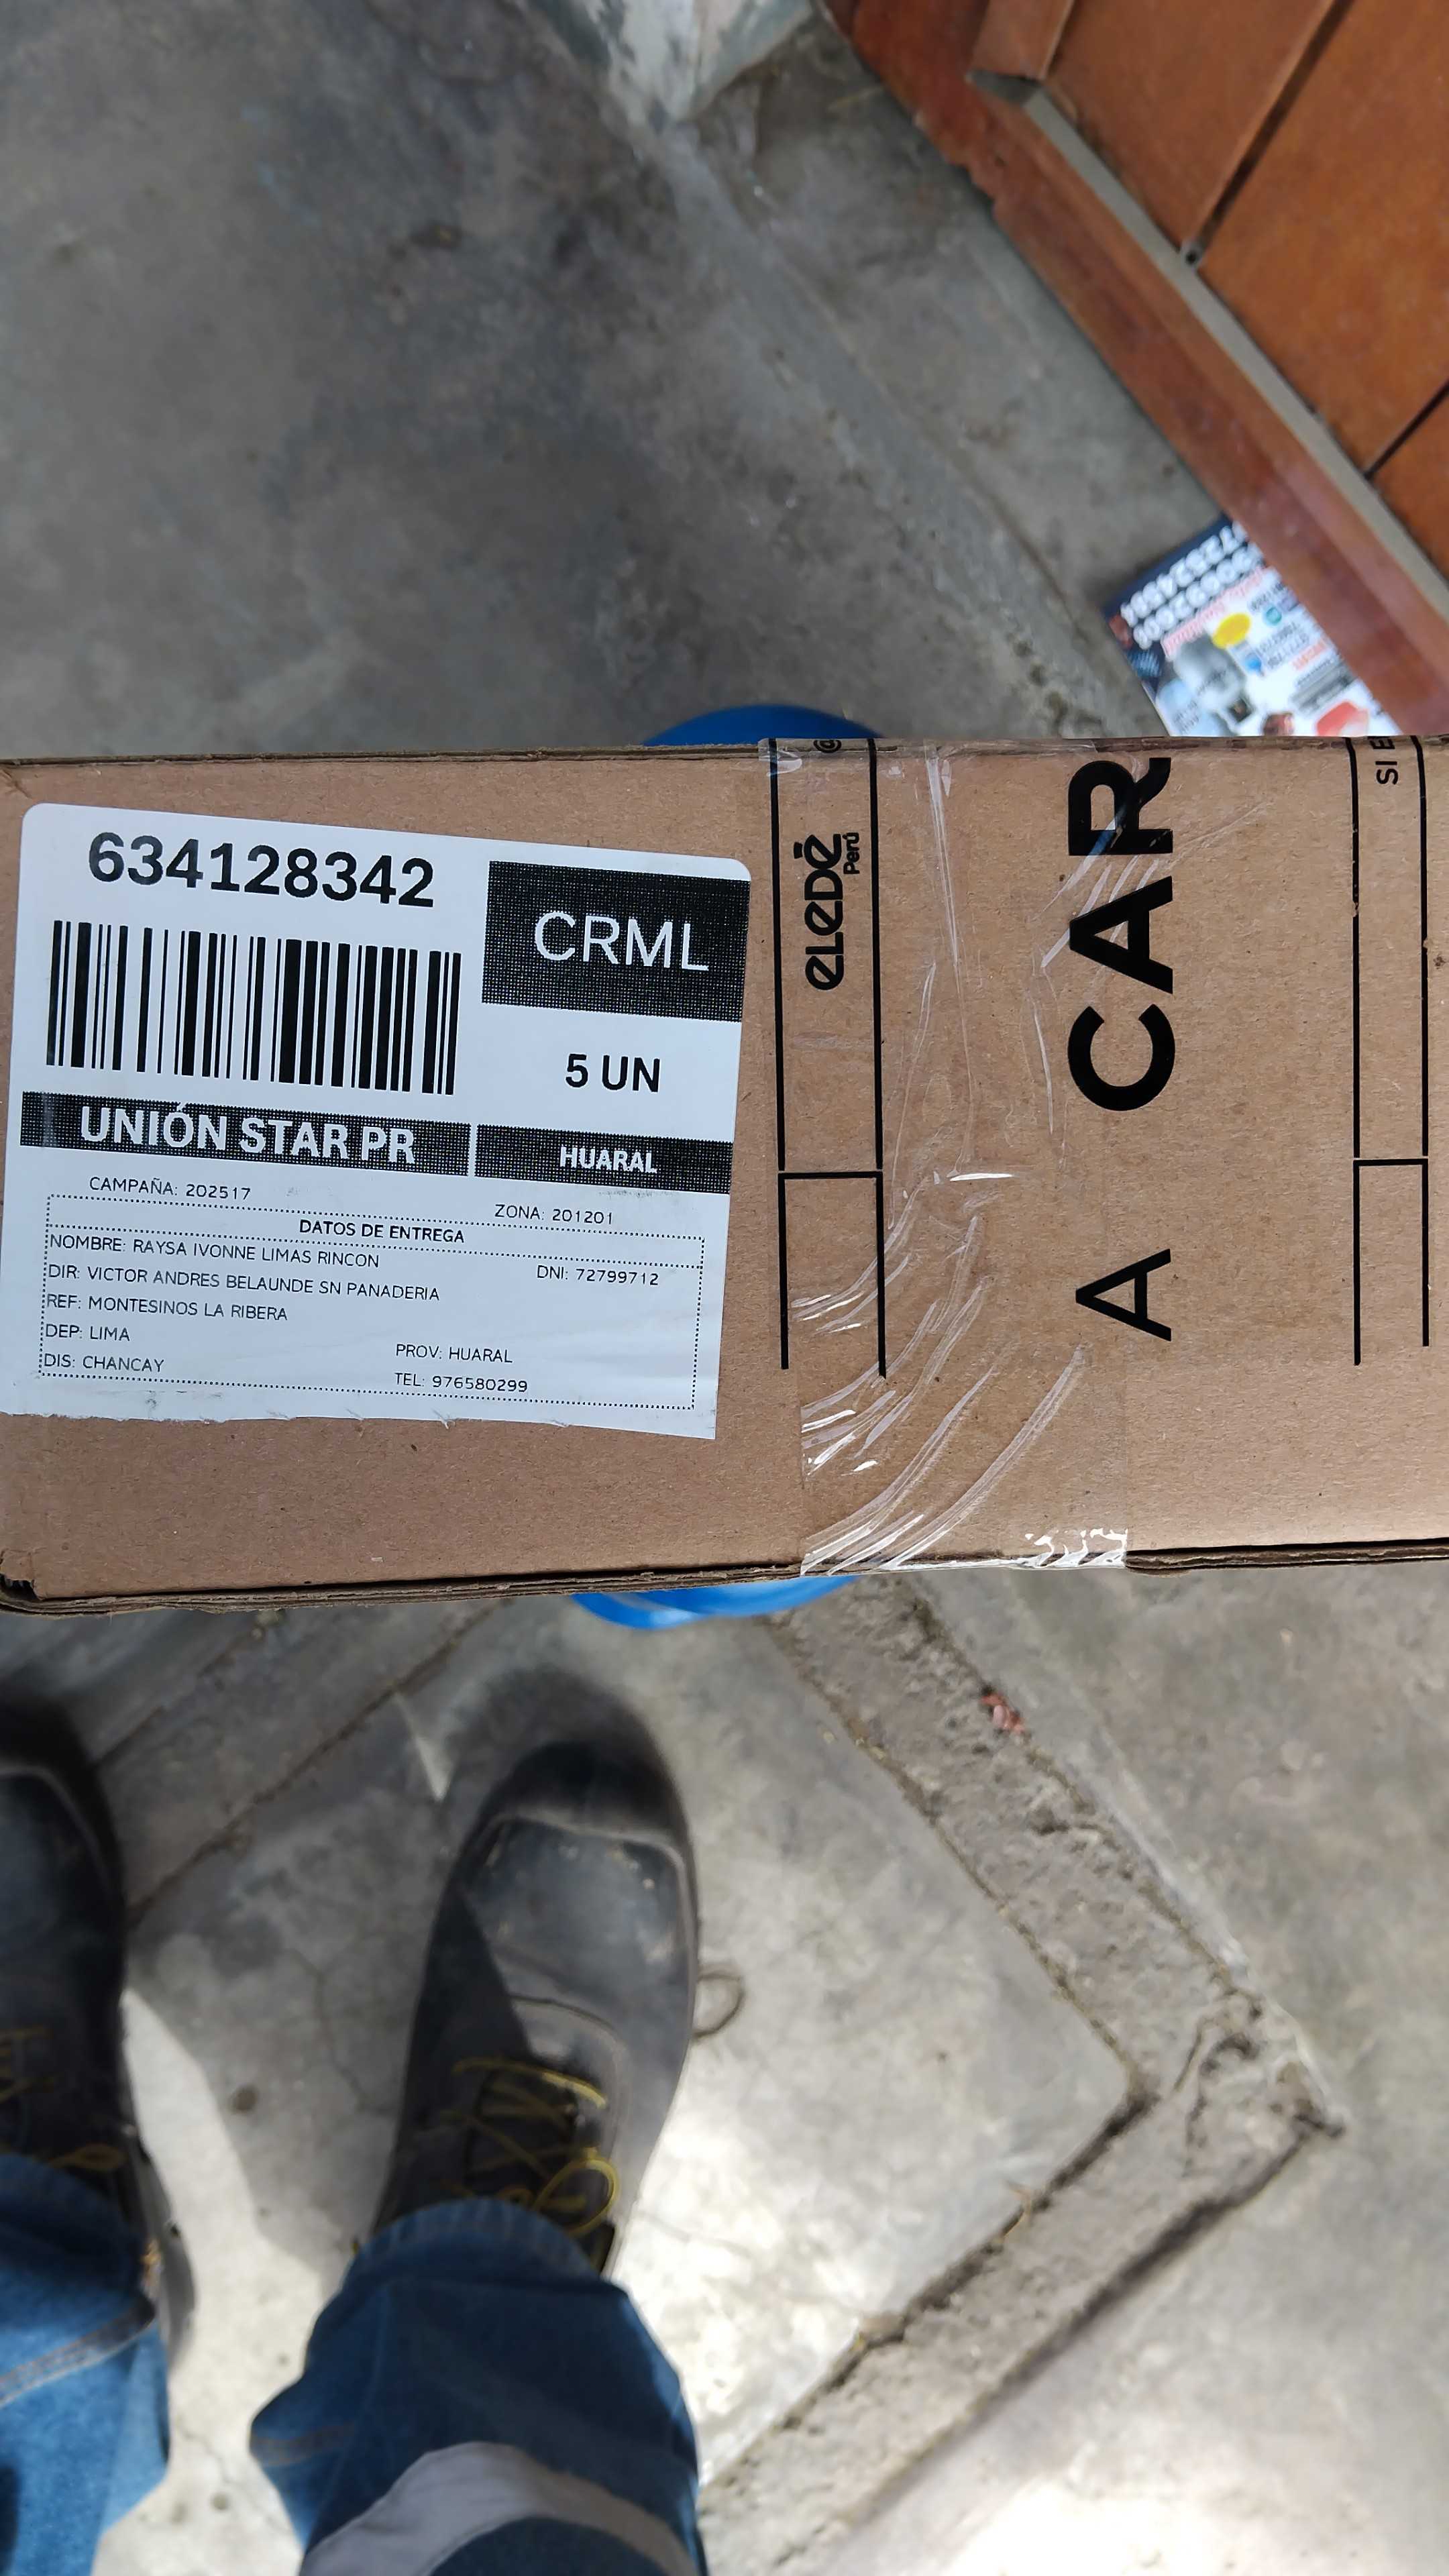 634128342
CRML
5 UN
UNIÓN STAR PR
HUARAL
CAMPAÑA: 202517
ZONA: 201201
DATOS DE ENTREGA
NOMBRE: RAYSA IVONNE LIMAS RINCON
DNI: 72799712
DIR: VICTOR ANDRES BELAUNDE SN PANADERIA
REF: MONTESINOS LA RIBERA
DEP: LIMA
PROV: HUARAL
DIS: CHANCAY
TEL: 976580299
eLeDé
Perú
A CAR
SI